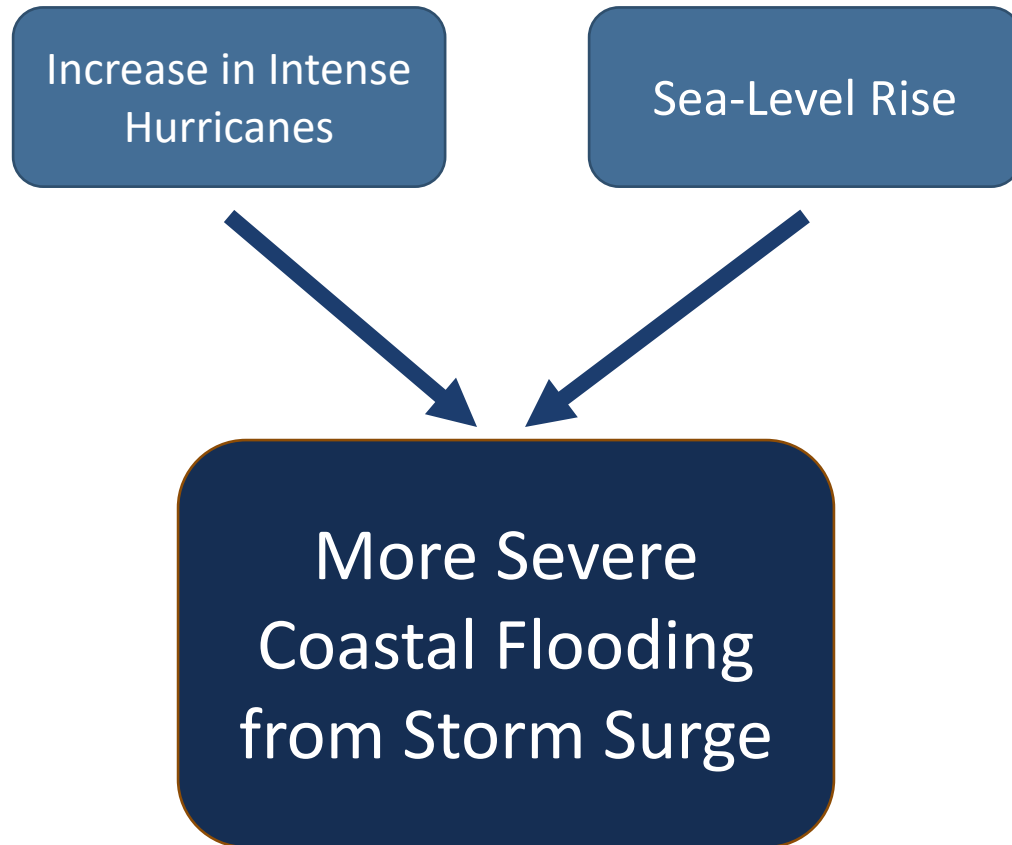 Increase in Intense
Hurricanes
Sea-Level Rise
More Severe
Coastal Flooding
from Storm Surge